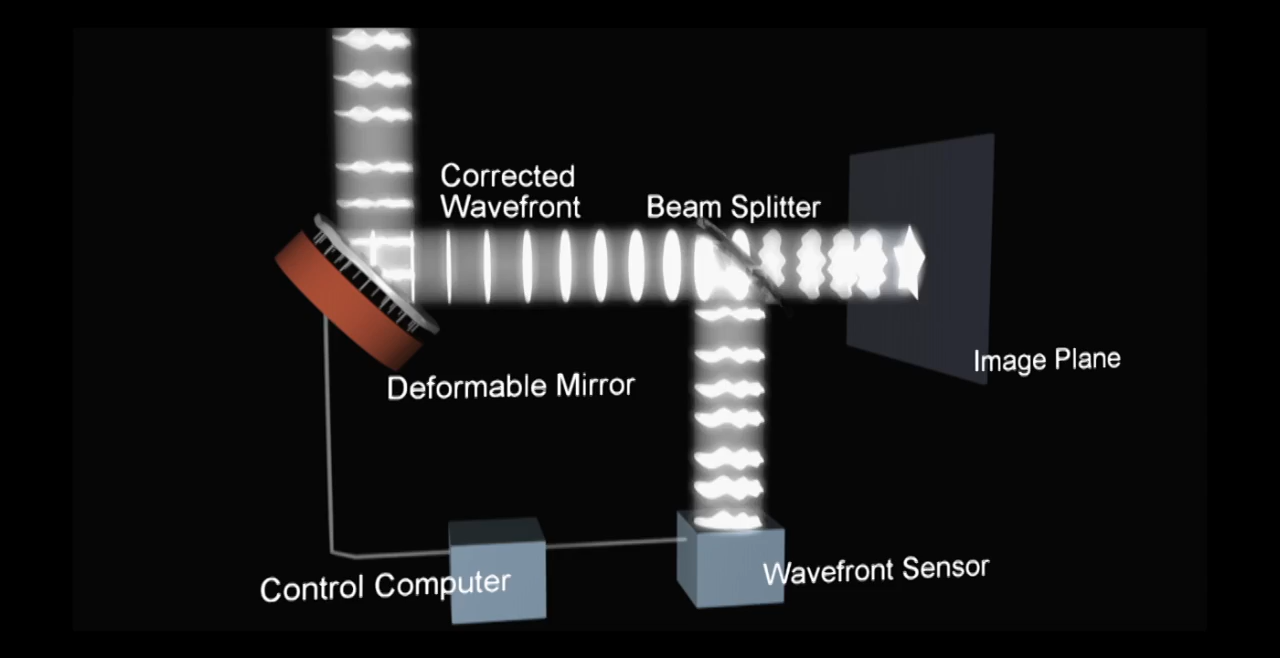 Corrected
Wavefront
Beam Splitter
Image Plane
Deformable Mirror
Control Computer
Wavefront Sensor